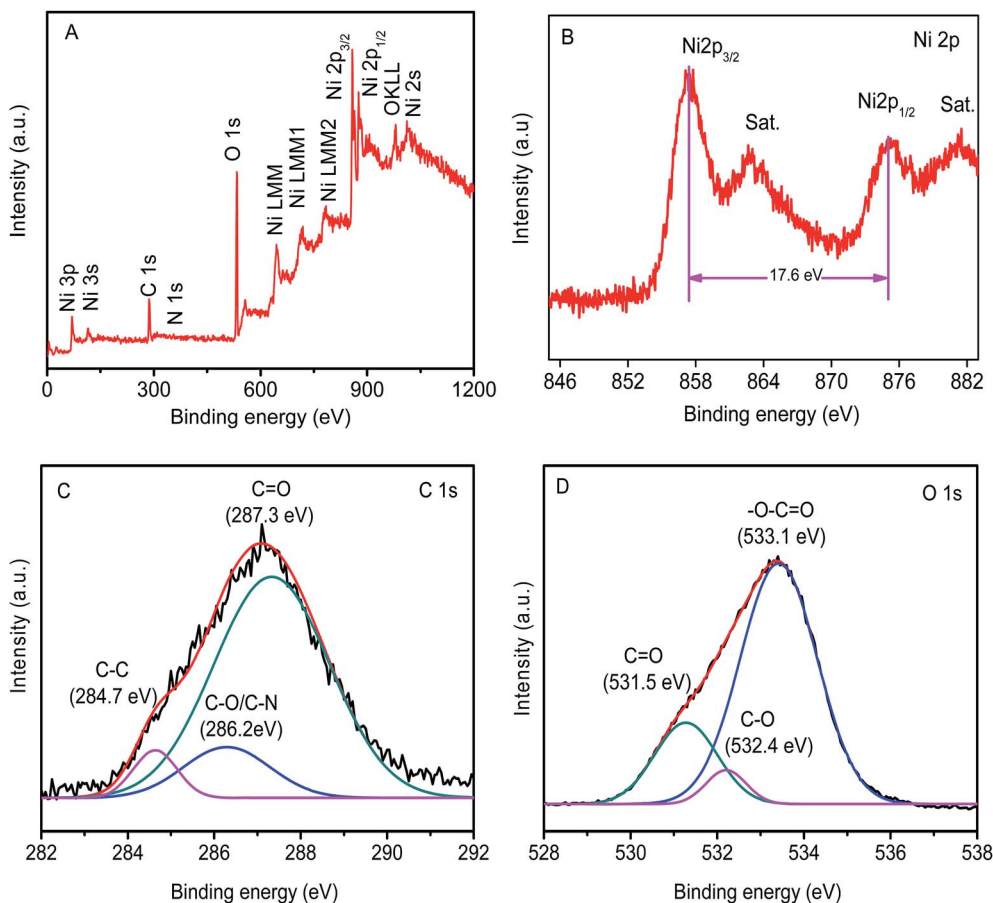 A
Intensity (a.u.)
Ni 3p
Ni 3s
C 1s
N 1s
O 1s
Ni LMM
Ni LMM1
Ni LMM2
Ni 2p3/2
Ni 2p1/2
OKLL
Ni 2s
0 300 600 900 1200
Binding energy (eV)
B
Ni 2p
Intensity (a.u.)
Ni2p3/2
Sat.
Ni2p1/2
Sat.
17.6 eV
846 852 858 864 870 876 882
Binding energy (eV)
C
C 1s
Intensity (a.u.)
C=O
(287.3 eV)
C-C
(284.7 eV)
C-O/C-N
(286.2eV)
282 284 286 288 290 292
Binding energy (eV)
D
O 1s
Intensity (a.u.)
-O-C=O
(533.1 eV)
C=O
(531.5 eV)
C-O
(532.4 eV)
528 530 532 534 536 538
Binding energy (eV)